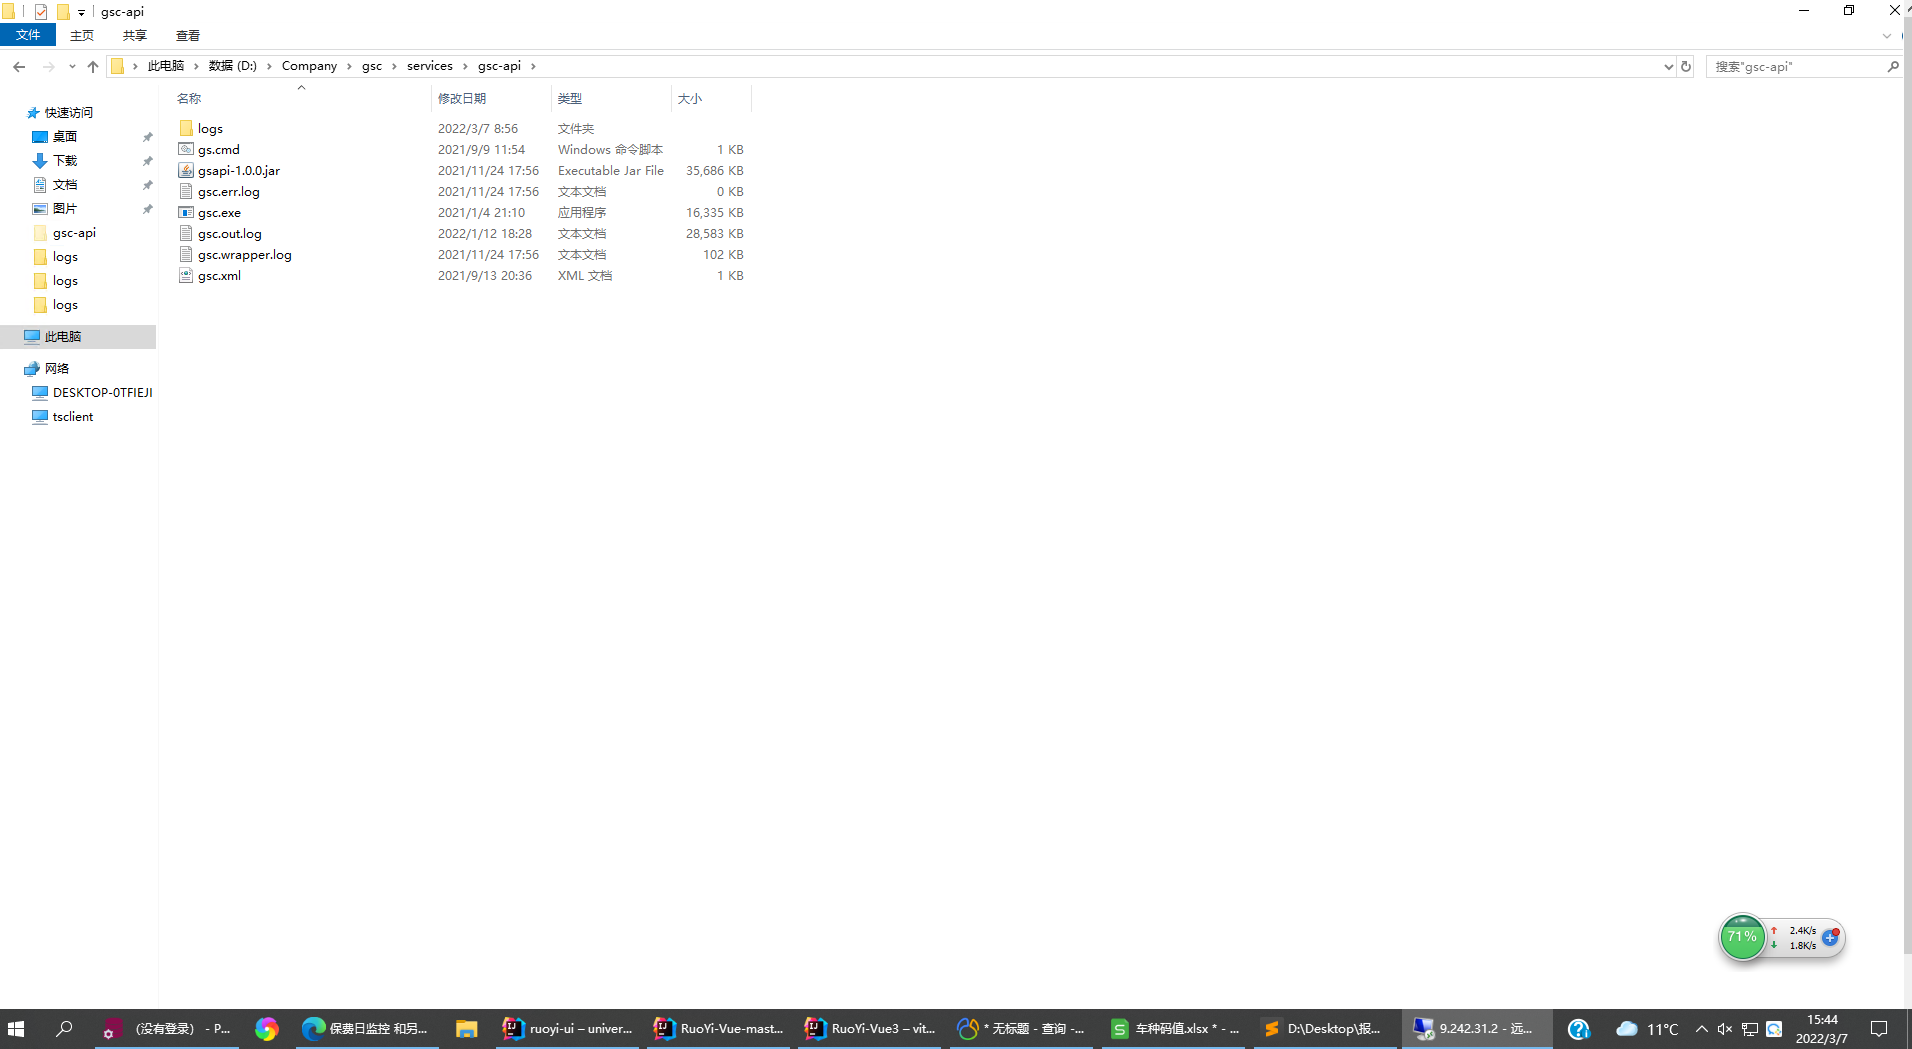 gsc-api
文件 主页 共享 查看
此电脑 数据 (D:) Company gsc services gsc-api 搜索"gsc-api"
名称 修改日期 类型 大小
快速访问
桌面
下载
文档
图片
gsc-api
logs
logs
logs
此电脑
网络
DESKTOP-0TFIEJI
tsclient
logs 2022/3/7 8:56 文件夹
gs.cmd 2021/9/9 11:54 Windows 命令脚本 1 KB
gsapi-1.0.0.jar 2021/11/24 17:56 Executable Jar File 35,686 KB
gsc.err.log 2021/11/24 17:56 文本文档 0 KB
gsc.exe 2021/1/4 21:10 应用程序 16,335 KB
gsc.out.log 2022/1/12 18:28 文本文档 28,583 KB
gsc.wrapper.log 2021/11/24 17:56 文本文档 102 KB
gsc.xml 2021/9/13 20:36 XML 文档 1 KB
71% 2.4K/s
1.8K/s
(没有登录) - P... 保费日监控 和另... ruoyi-ui – univer... RuoYi-Vue-mast... RuoYi-Vue3 – vit... * 无标题 - 查询 -... 车种码值.xlsx * - ... D:\Desktop\报... 9.242.31.2 - 远... 11°C 15:44
2022/3/7